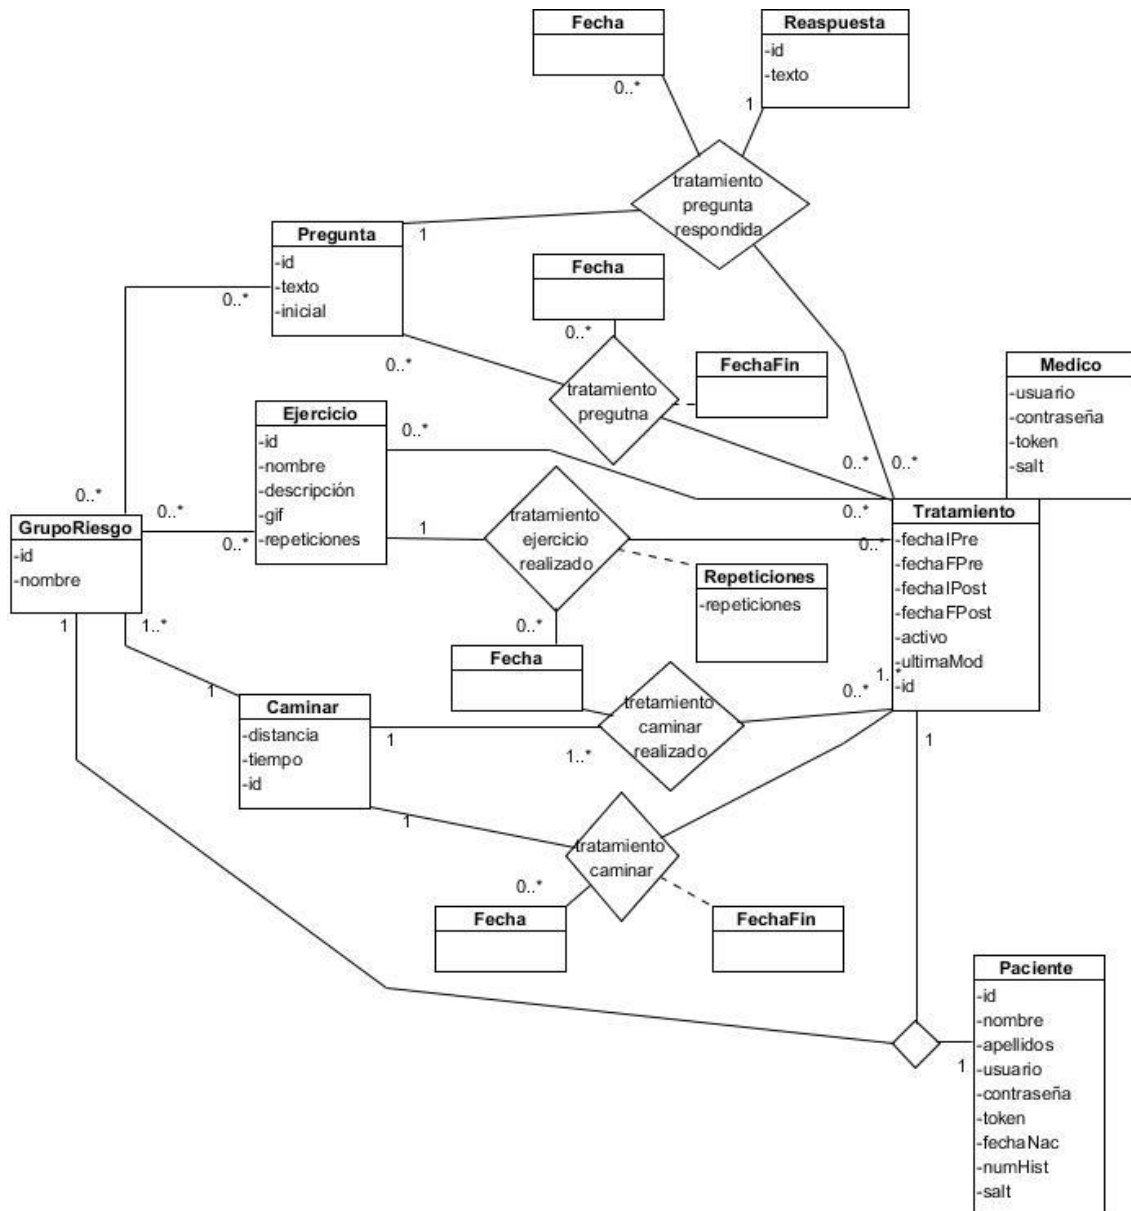 Fecha
Reaspuesta
-id
-texto
0..*
1
tratamiento
pregunta
respondida
Pregunta
-id
-texto
-inicial
1
0..*
Fecha
0..*
0..*
tratamiento
pregutna
FechaFin
Medico
-usuario
-contraseña
-token
-salt
Ejercicio
-id
-nombre
-descripción
-gif
-repeticiones
0..*
0..*
0..*
0..*
GrupoRiesgo
-id
-nombre
0..*
0..*
1
tratamiento
ejercicio
realizado
0..*
0..*
Tratamiento
-fechaIPre
-fechaFPre
-fechaIPost
-fechaFPost
-activo
-ultimaMod
-id
Repeticiones
-repeticiones
1
1..*
0..*
Fecha
1
Caminar
-distancia
-tiempo
-id
1
1..*
tretamiento
caminar
realizado
0..*
1..*
1
1
tratamiento
caminar
0..*
Fecha
FechaFin
Paciente
-id
-nombre
-apellidos
-usuario
-contraseña
-token
-fechaNac
-numHist
-salt
1